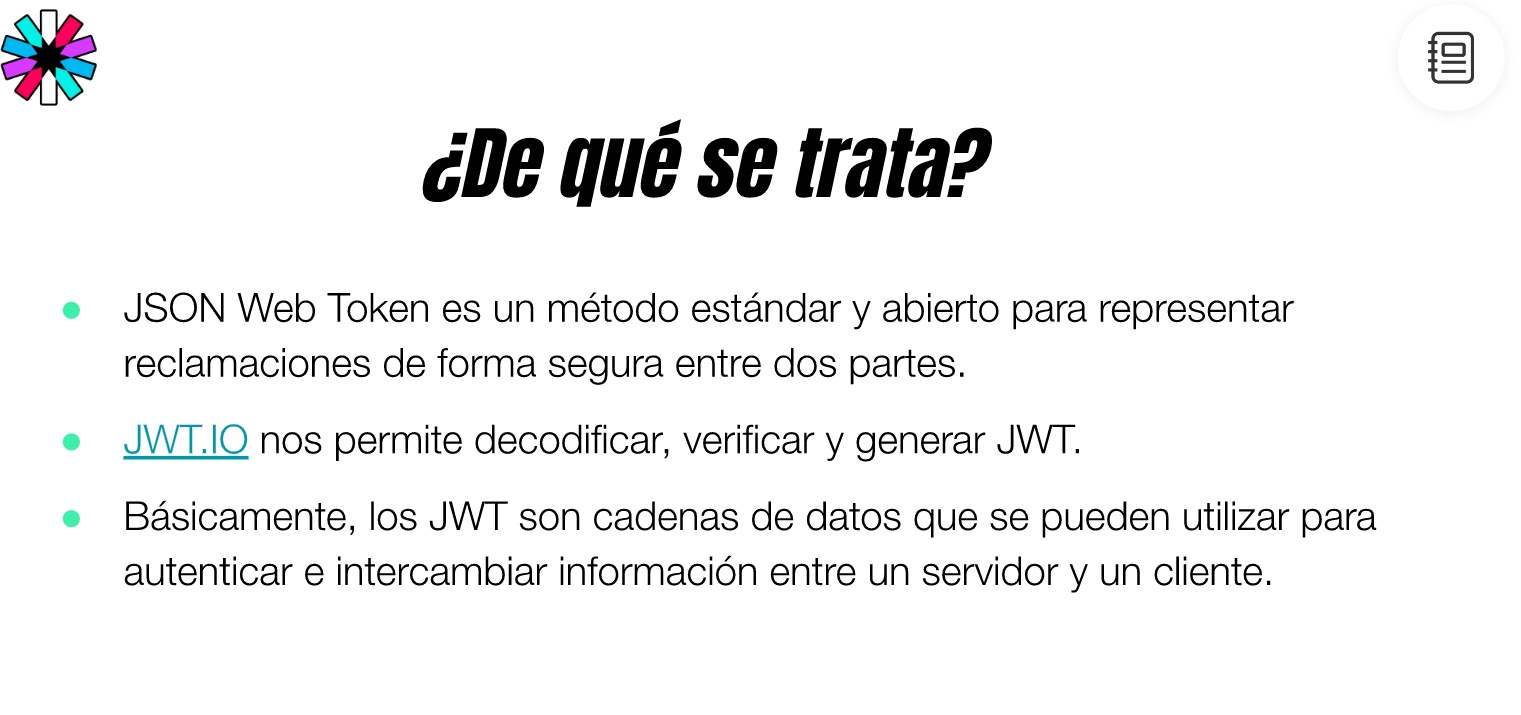 ¿De qué se trata?
JSON Web Token es un método estándar y abierto para representar
reclamaciones de forma segura entre dos partes.
JWT.IO nos permite decodificar, verificar y generar JWT.
Básicamente, los JWT son cadenas de datos que se pueden utilizar para
autenticar e intercambiar información entre un servidor y un cliente.